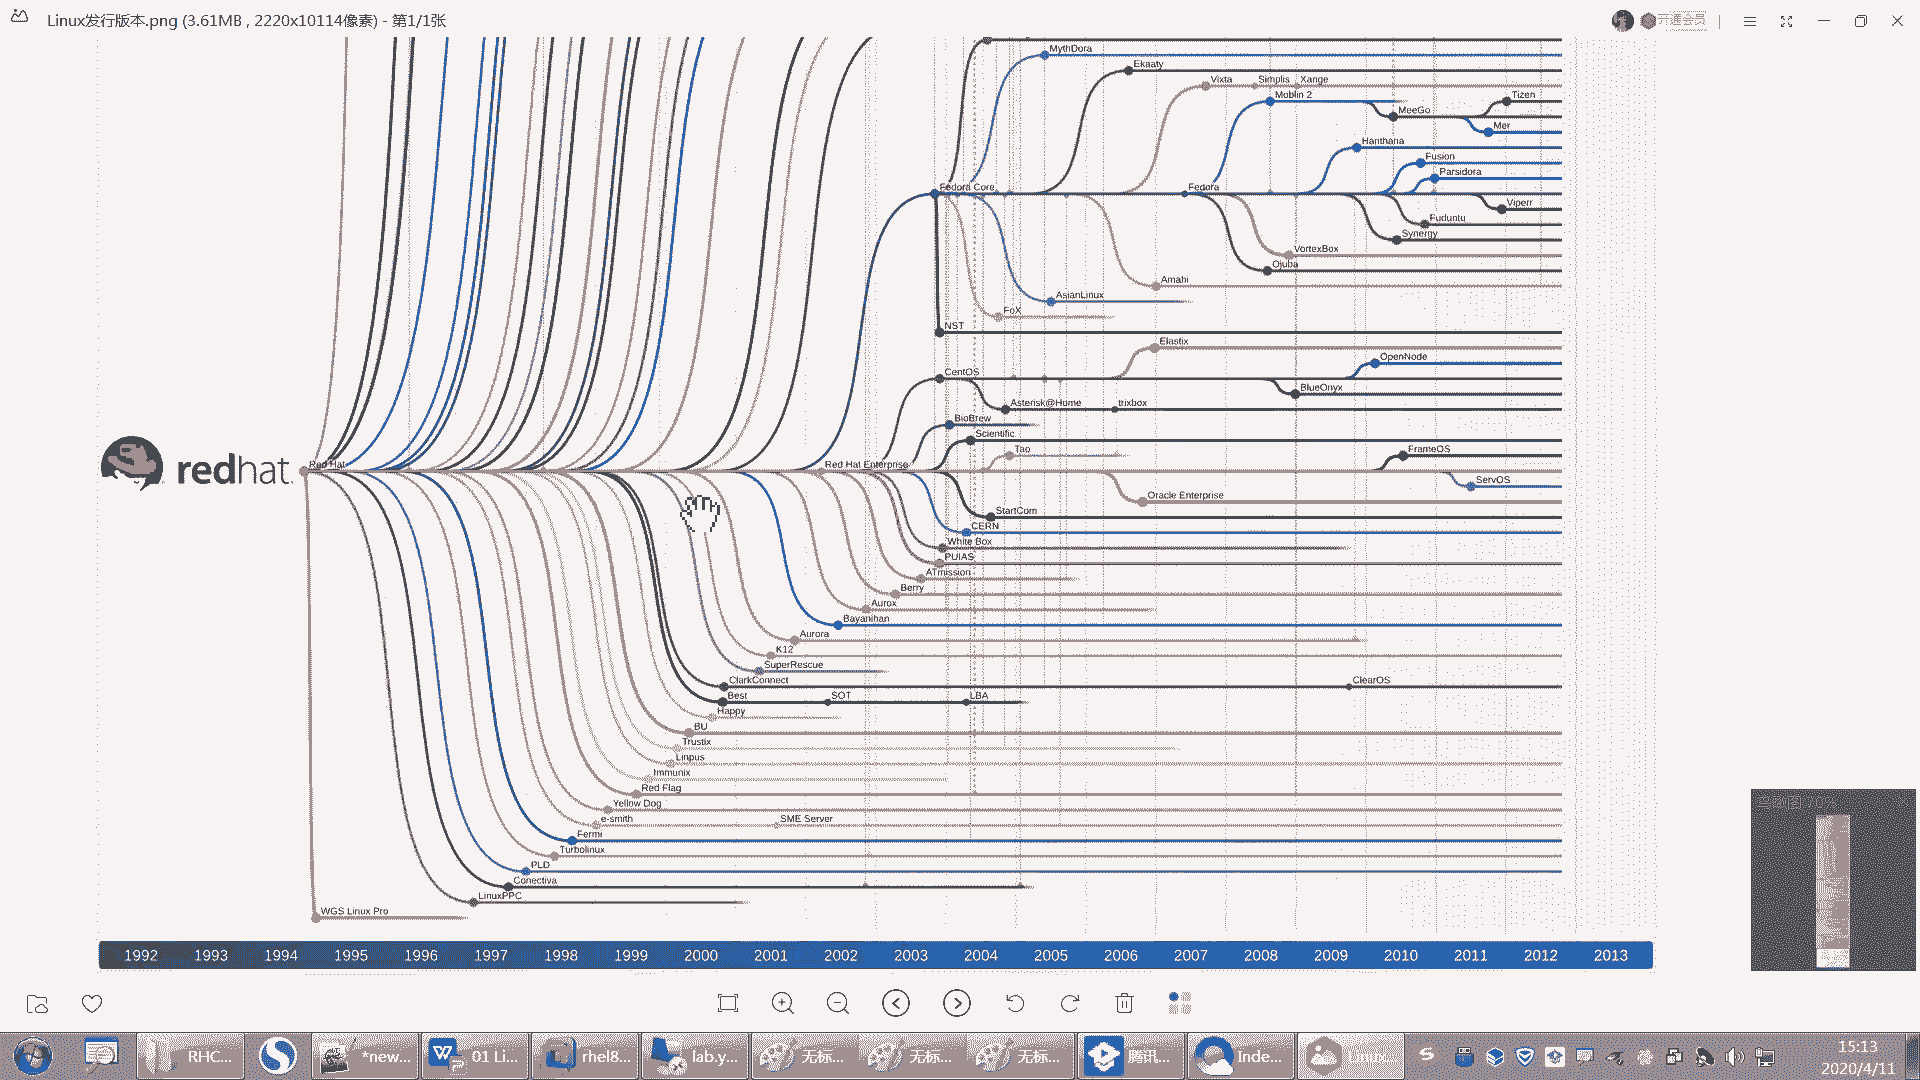 Linux发行版本.png (3.61MB , 2220x10114像素) - 第1/1张
开通会员
MythDora
Ekaaty
Vixta
Simplis
Xange
Moblin 2
Tizen
MeeGo
Mer
Hanthana
Fusion
Parsidora
Fedora Core
Fedora
Viperr
Fuduntu
Synergy
VortexBox
Ojuba
Amahi
AsianLinux
FoX
NST
Elastix
OpenNode
CentOS
BlueOnyx
Asterisk@Home
trixbox
BioBrew
Scientific
Tao
FrameOS
redhat.
Red Hat
Red Hat Enterprise
ServOS
Oracle Enterprise
StartCom
CERN
White Box
PUIAS
ATmission
Berry
Aurox
Bayanihan
Aurora
K12
SuperRescue
ClarkConnect
ClearOS
Best
SOT
LBA
Happy
BU
Trustix
Linpus
Immunix
Red Flag
Yellow Dog
e-smith
SME Server
Fermi
Turbolinux
PLD
Conectiva
LinuxPPC
WGS Linux Pro
1992 1993 1994 1995 1996 1997 1998 1999 2000 2001 2002 2003 2004 2005 2006 2007 2008 2009 2010 2011 2012 2013
鸟瞰图 70%
RHC...
*new...
01 Li...
rhel8...
lab.y...
无标...
无标...
无标...
腾讯...
Inde...
Linux...
15:13
2020/4/11